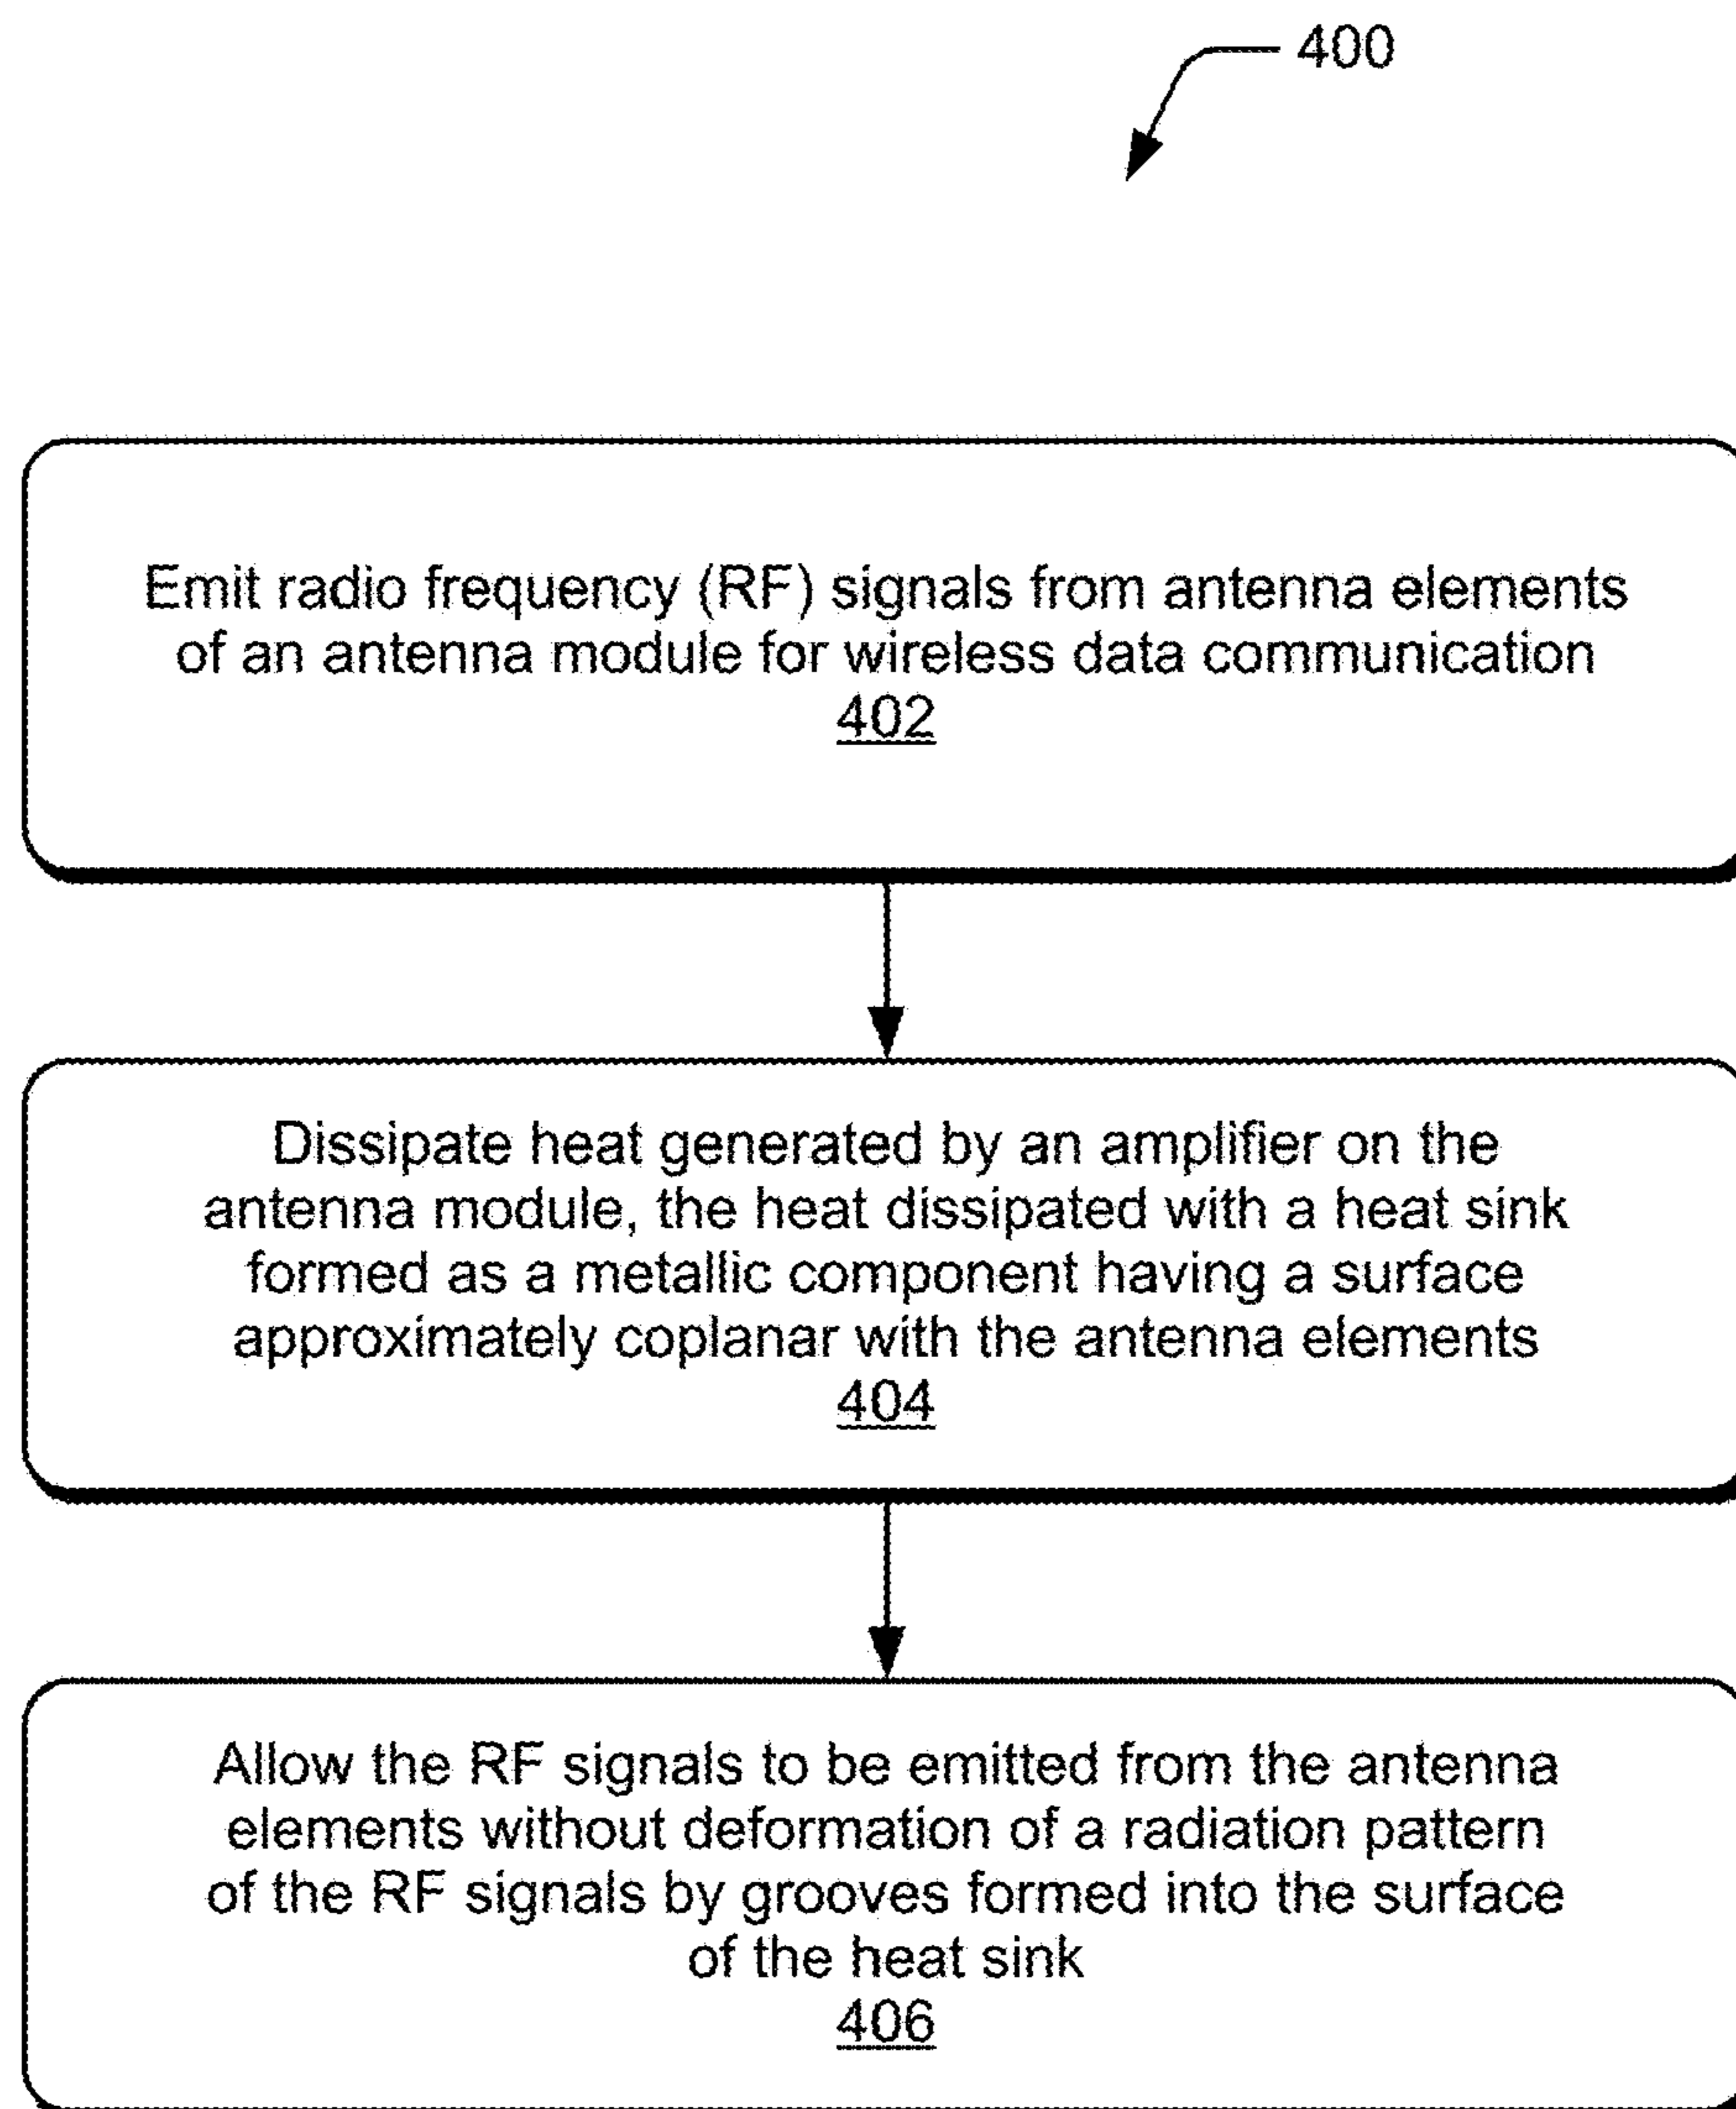 400
Emit radio frequency (RF) signals from antenna elements
of an antenna module for wireless data communication
402
Dissipate heat generated by an amplifier on the
antenna module, the heat dissipated with a heat sink
formed as a metallic component having a surface
approximately coplanar with the antenna elements
404
Allow the RF signals to be emitted from the antenna
elements without deformation of a radiation pattern
of the RF signals by grooves formed into the surface
of the heat sink
406